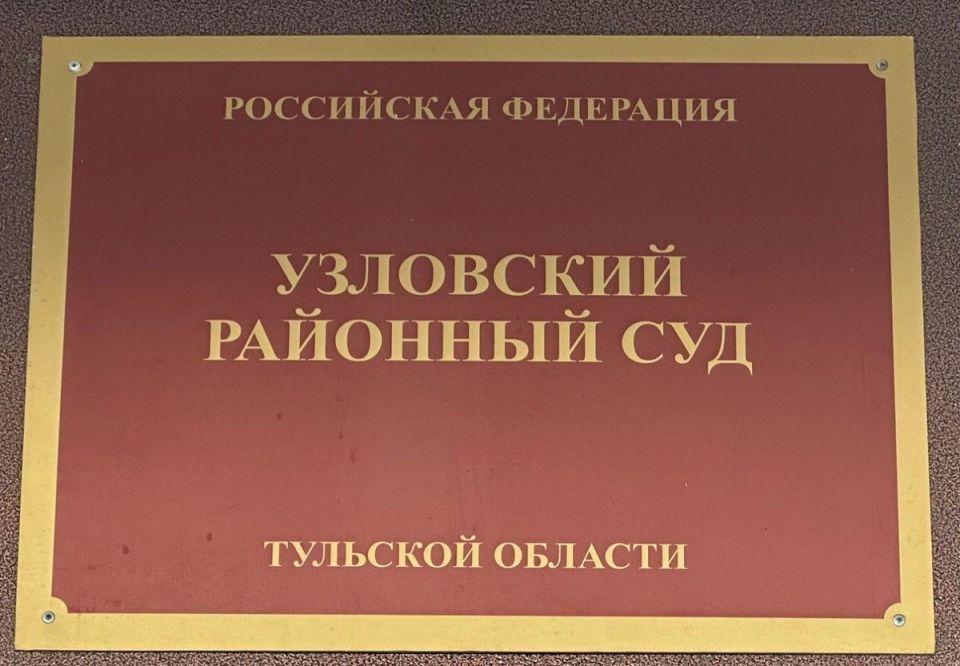 РОССИЙСКАЯ ФЕДЕРАЦИЯ
УЗЛОВСКИЙ
РАЙОННЫЙ СУД
ТУЛЬСКОЙ ОБЛАСТИ